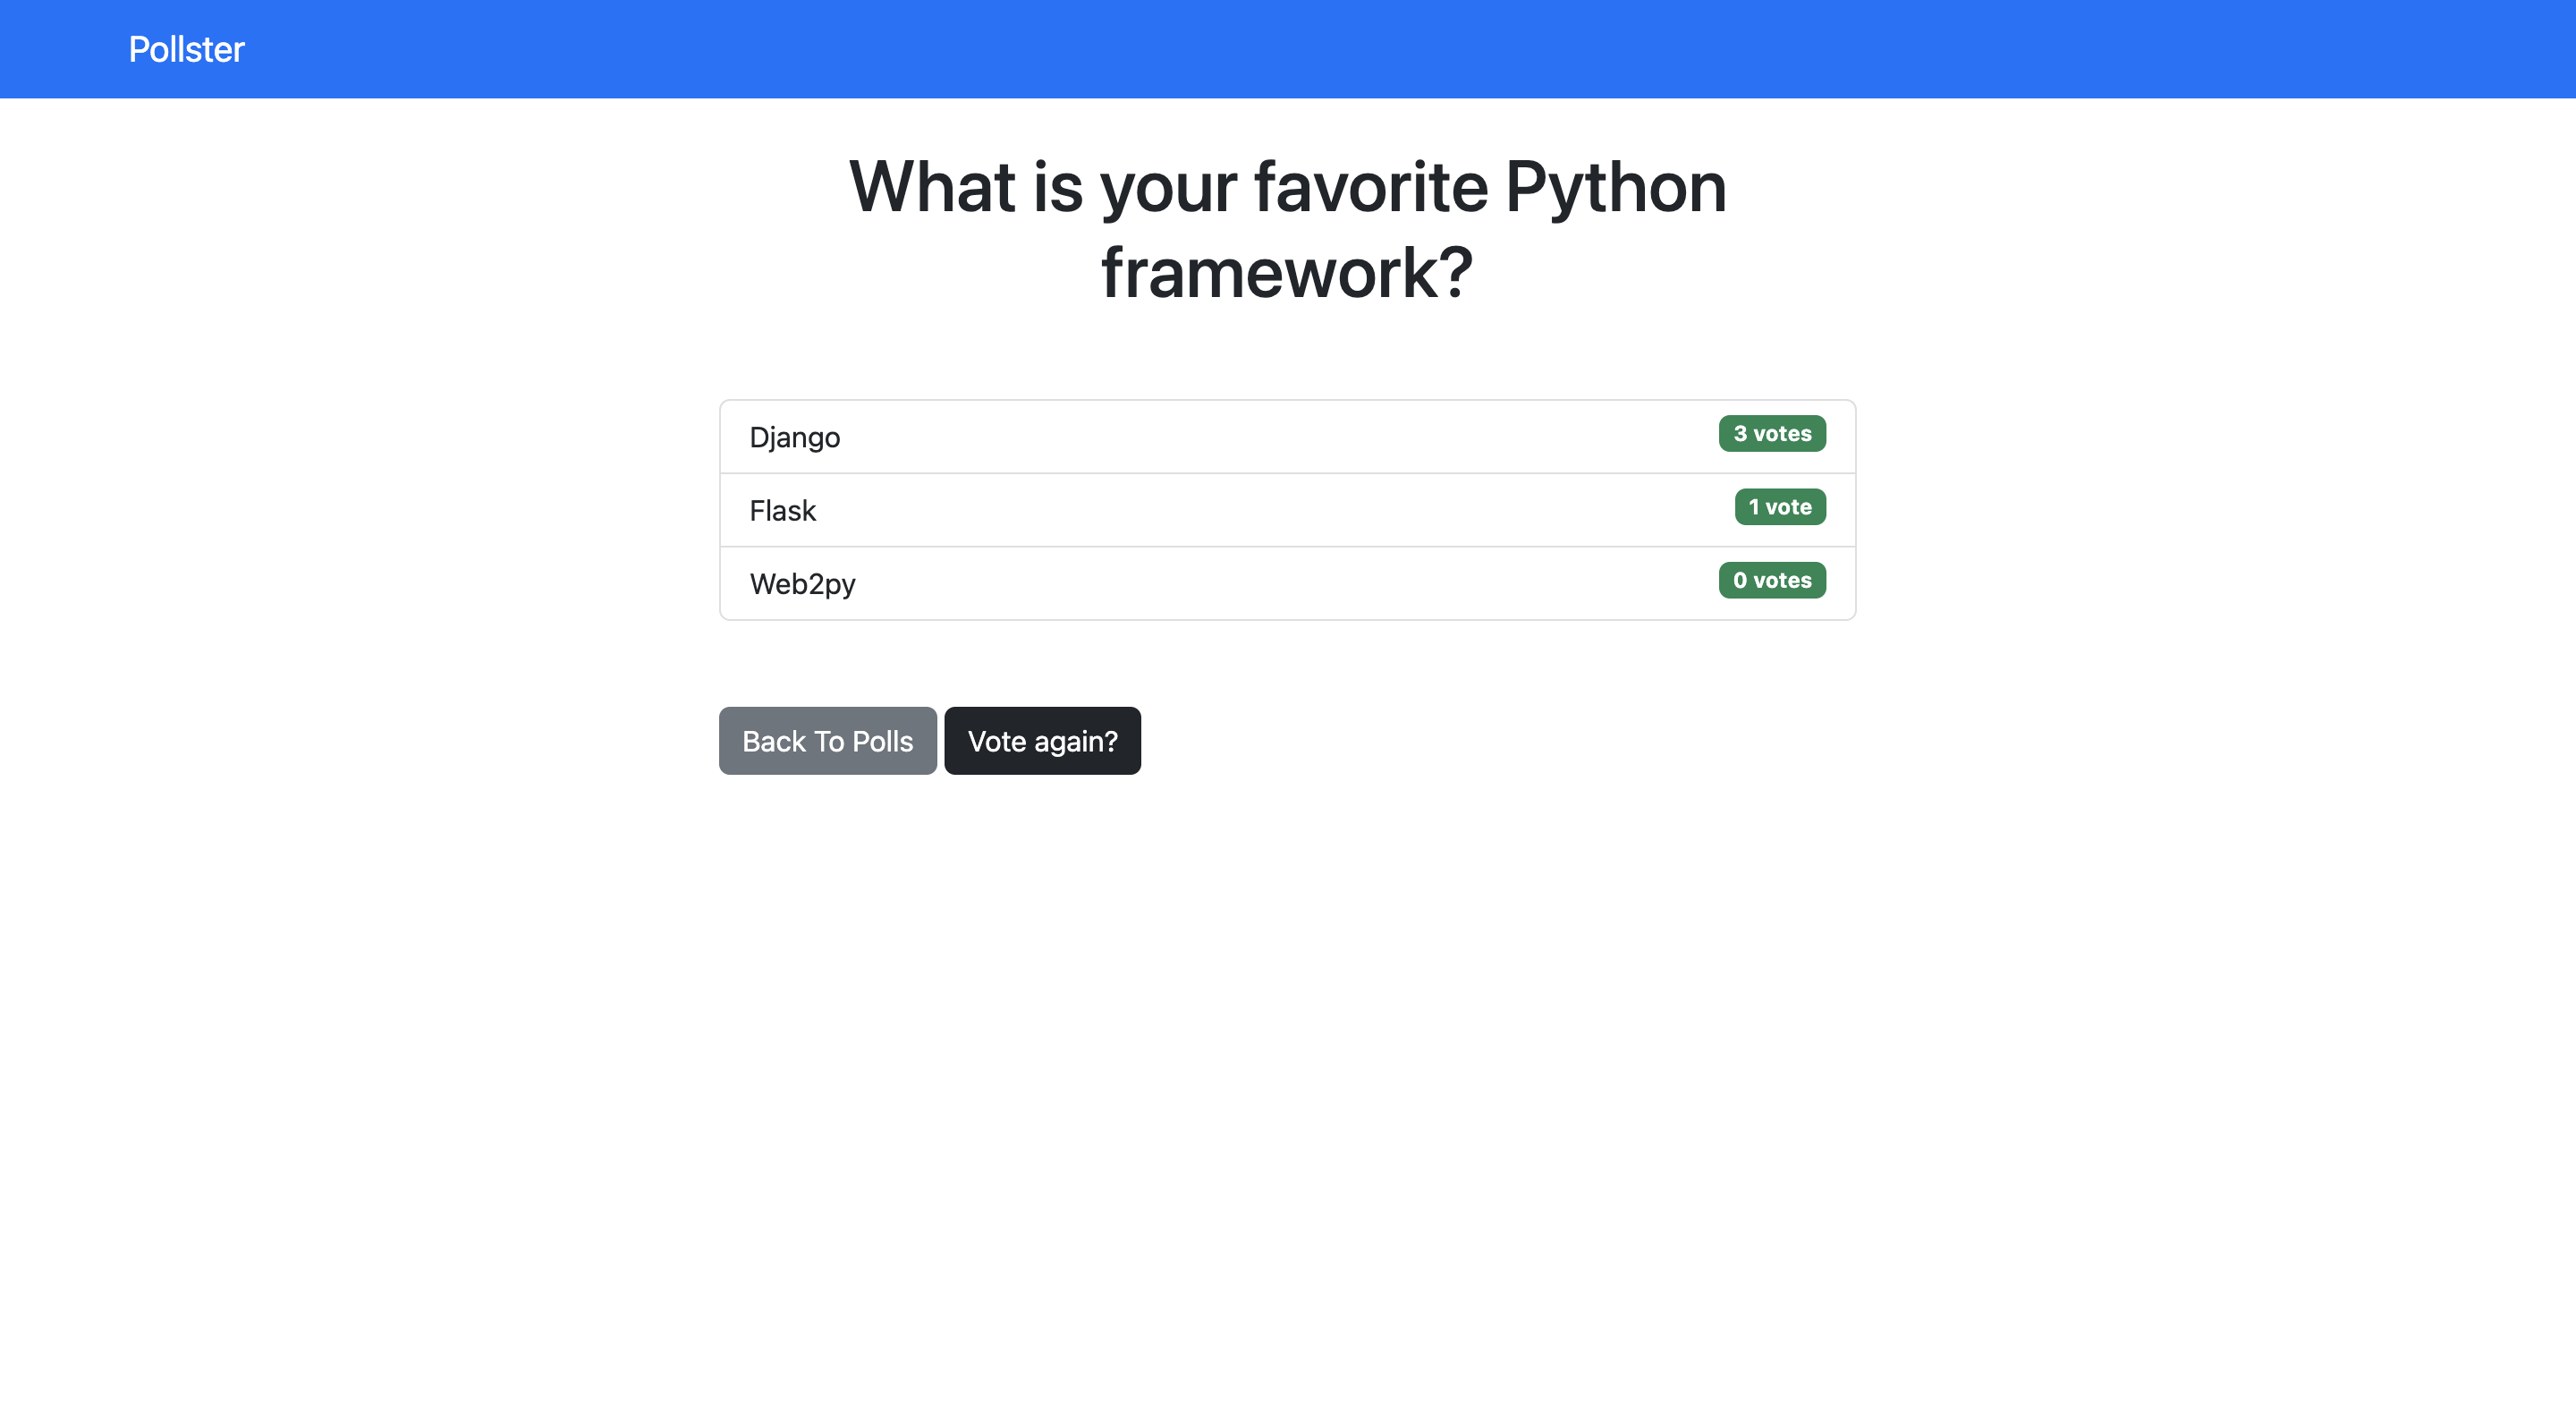 Pollster
What is your favorite Python
framework?
Django 3 votes
Flask 1 vote
Web2py 0 votes
Back To Polls Vote again?